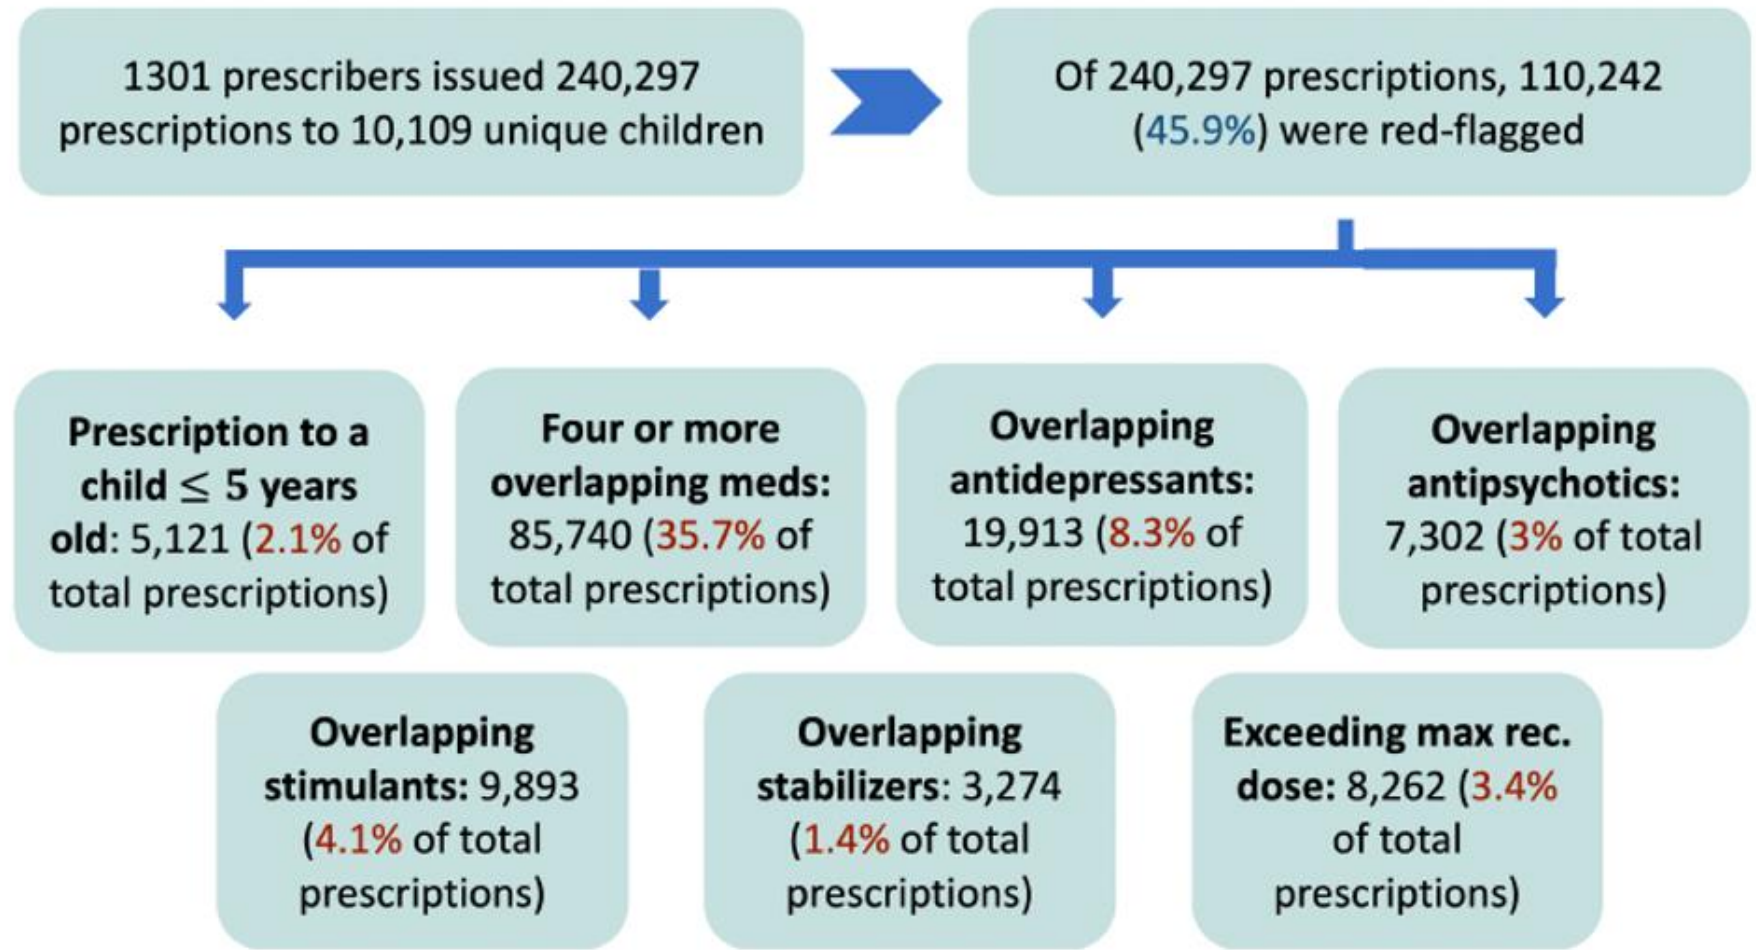 1301 prescribers issued 240,297
prescriptions to 10,109 unique children
Of 240,297 prescriptions, 110,242
(45.9%) were red-flagged
Prescription to a
child ≤ 5 years
old: 5,121 (2.1% of
total prescriptions)
Four or more
overlapping meds:
85,740 (35.7% of
total prescriptions)
Overlapping
antidepressants:
19,913 (8.3% of
total prescriptions)
Overlapping
antipsychotics:
7,302 (3% of total
prescriptions)
Overlapping
stimulants: 9,893
(4.1% of total
prescriptions)
Overlapping
stabilizers: 3,274
(1.4% of total
prescriptions)
Exceeding max rec.
dose: 8,262 (3.4%
of total
prescriptions)